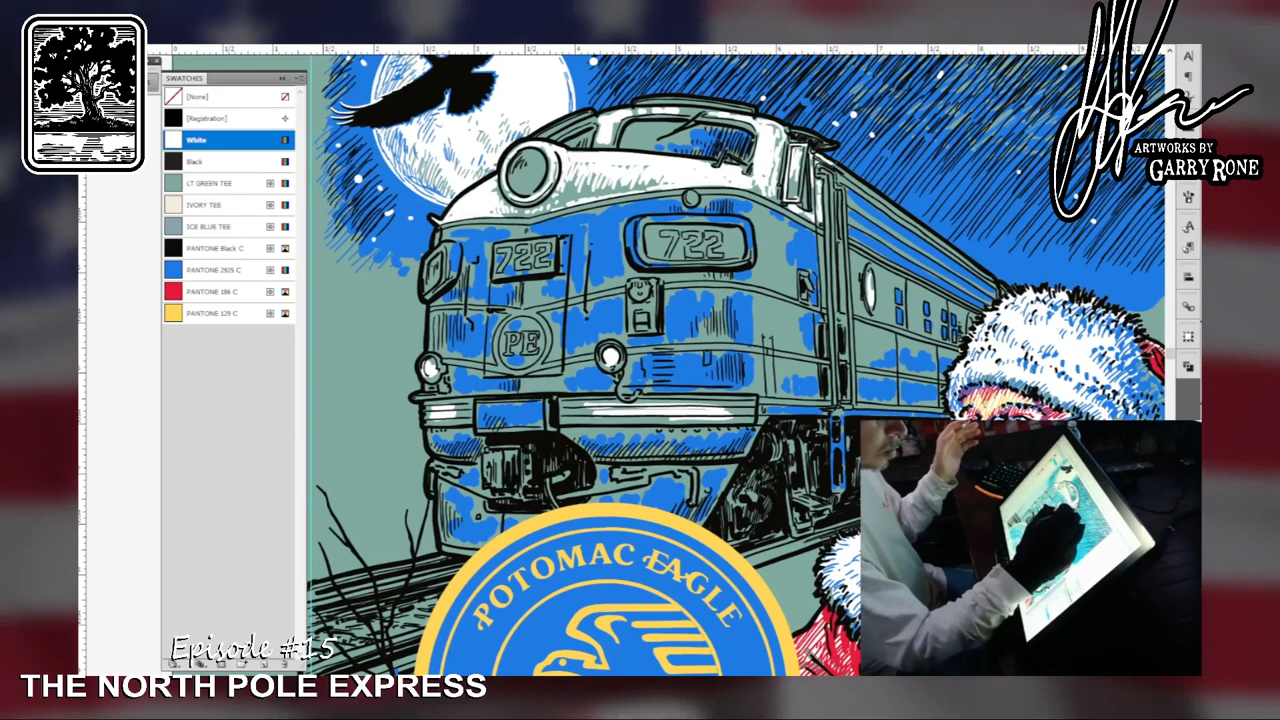 SWATCHES
[None]
[Registration]
White
Black
LT GREEN TEE
IVORY TEE
ICE BLUE TEE
PANTONE Black C
PANTONE 2925 C
PANTONE 186 C
PANTONE 129 C
ARTWORKS BY
GARRY RONE
722
722
PE
POTOMAC EAGLE
Episode #15
THE NORTH POLE EXPRESS